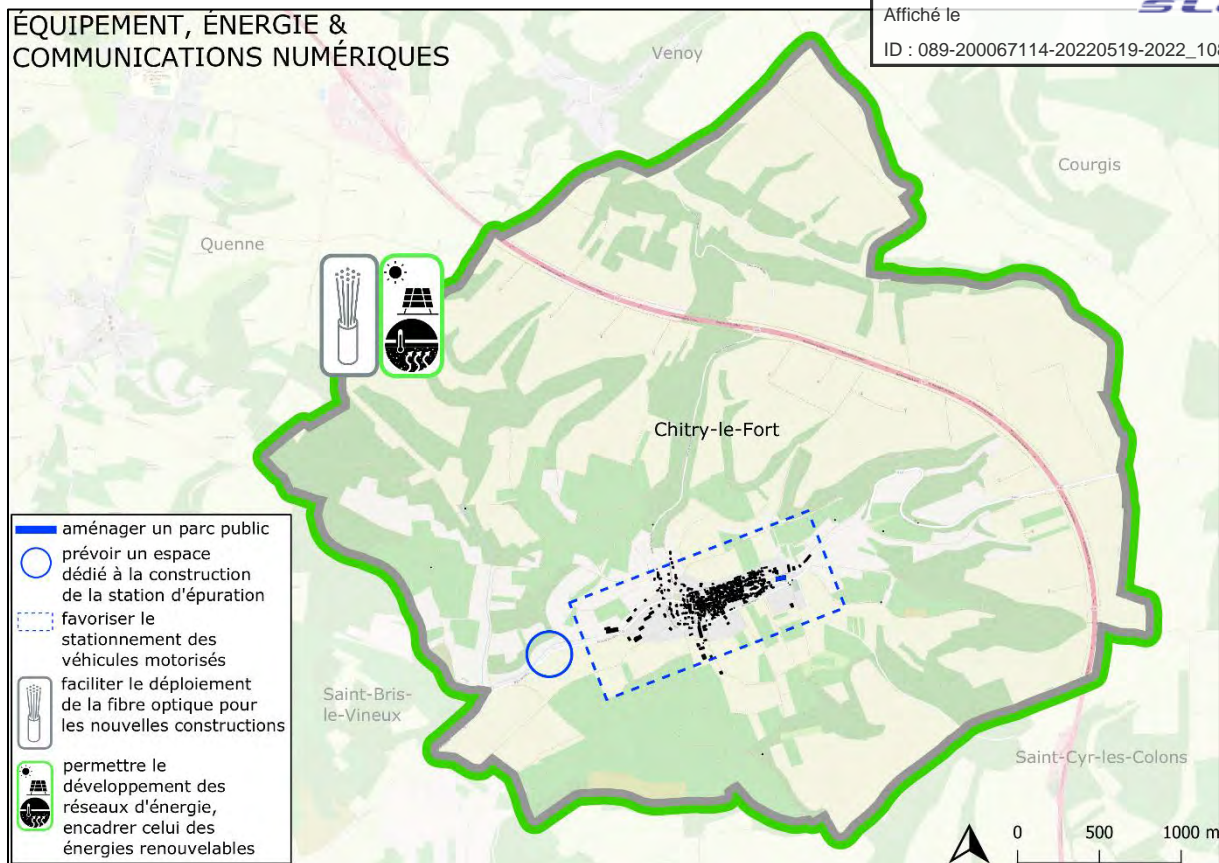 ÉQUIPEMENT, ÉNERGIE &
COMMUNICATIONS NUMÉRIQUES
Affiché le
ID : 089-200067114-20220519-2022_108
Venoy
Courgis
Quenne
Chitry-le-Fort
Saint-Bris-
le-Vineux
Saint-Cyr-les-Colons
aménager un parc public
prévoir un espace
dédié à la construction
de la station d'épuration
favoriser le
stationnement des
véhicules motorisés
faciliter le déploiement
de la fibre optique pour
les nouvelles constructions
permettre le
développement des
réseaux d'énergie,
encadrer celui des
énergies renouvelables
0 500 1000 m